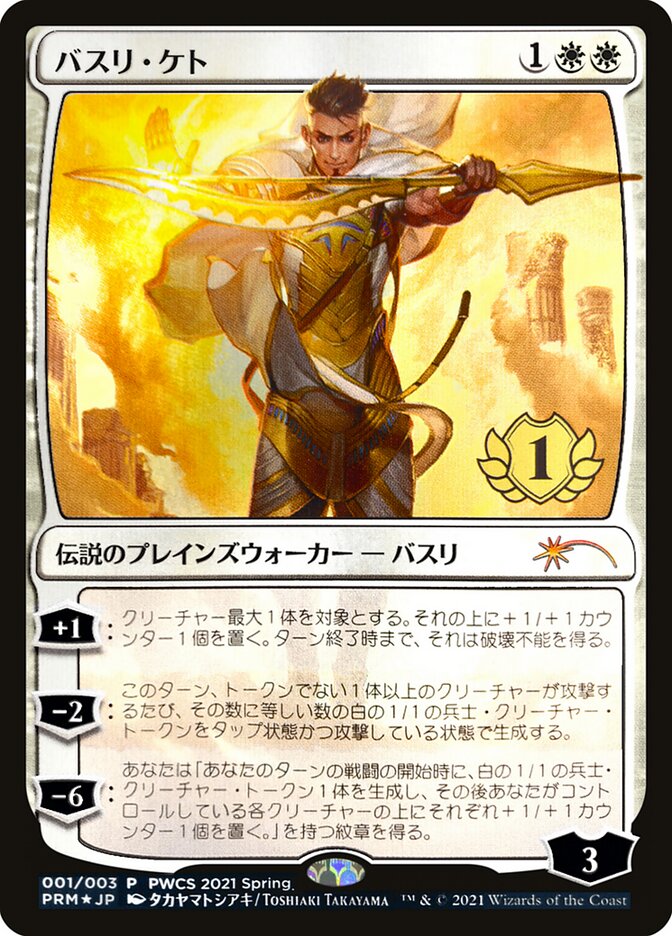 バスリ・ケト 1
1
伝説のプレインズウォーカー — バスリ
+1 : クリーチャー最大1体を対象とする。それの上に+1/+1カウ
ンター1個を置く。ターン終了時まで、それは破壊不能を得る。
-2 : このターン、トークンでない1体以上のクリーチャーが攻撃す
るたび、その数に等しい数の白の1/1の兵士・クリーチャー・
トークンをタップ状態かつ攻撃している状態で生成する。
-6 : あなたは「あなたのターンの戦闘の開始時に、白の1/1の兵士・
クリーチャー・トークン1体を生成し、その後あなたがコント
ロールしている各クリーチャーの上にそれぞれ+1/+1カウ
ンター1個を置く。」を持つ紋章を得る。
3
001/003 P PWCS 2021 Spring.
PRM★JP タカヤマトシアキ/Toshiaki Takayama ™ & © 2021 Wizards of the Coast